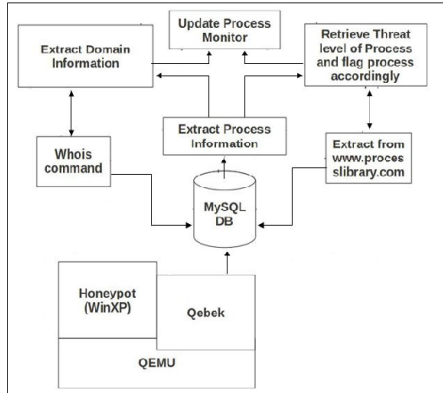 Update Process
Monitor
Extract Domain
Information
Retrieve Threat
level of Process
and flag process
accordingly
Extract Process
Information
Whois
command
Extract from
www.proces
slibrary.com
MySQL
DB
Honeypot
(WinXP)
Qebek
QEMU